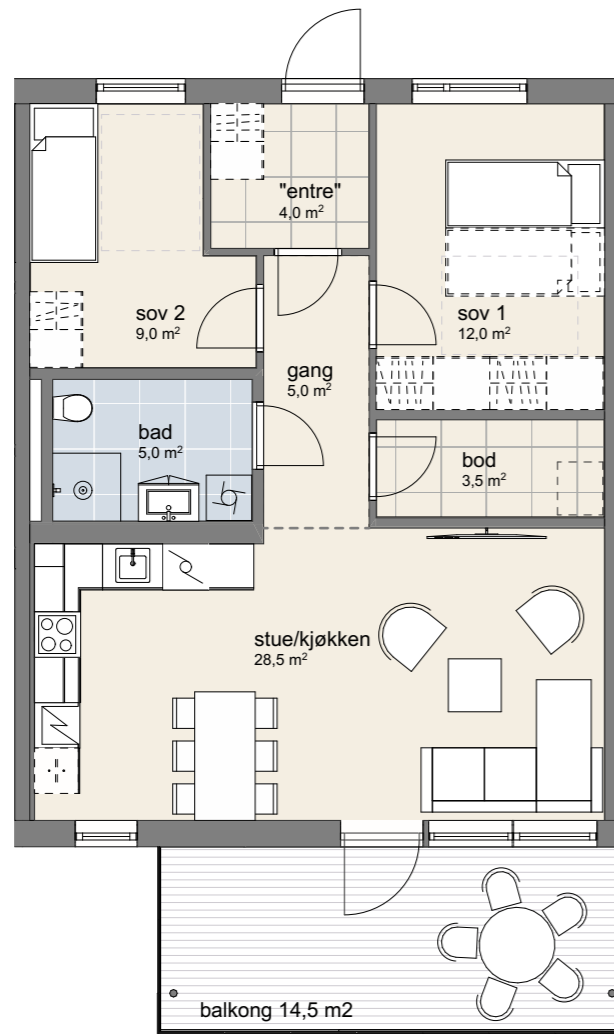 "entre"
4,0 m²
sov 2
9,0 m²
sov 1
12,0 m²
gang
5,0 m²
bad
5,0 m²
bod
3,5 m²
stue/kjøkken
28,5 m²
balkong 14,5 m2